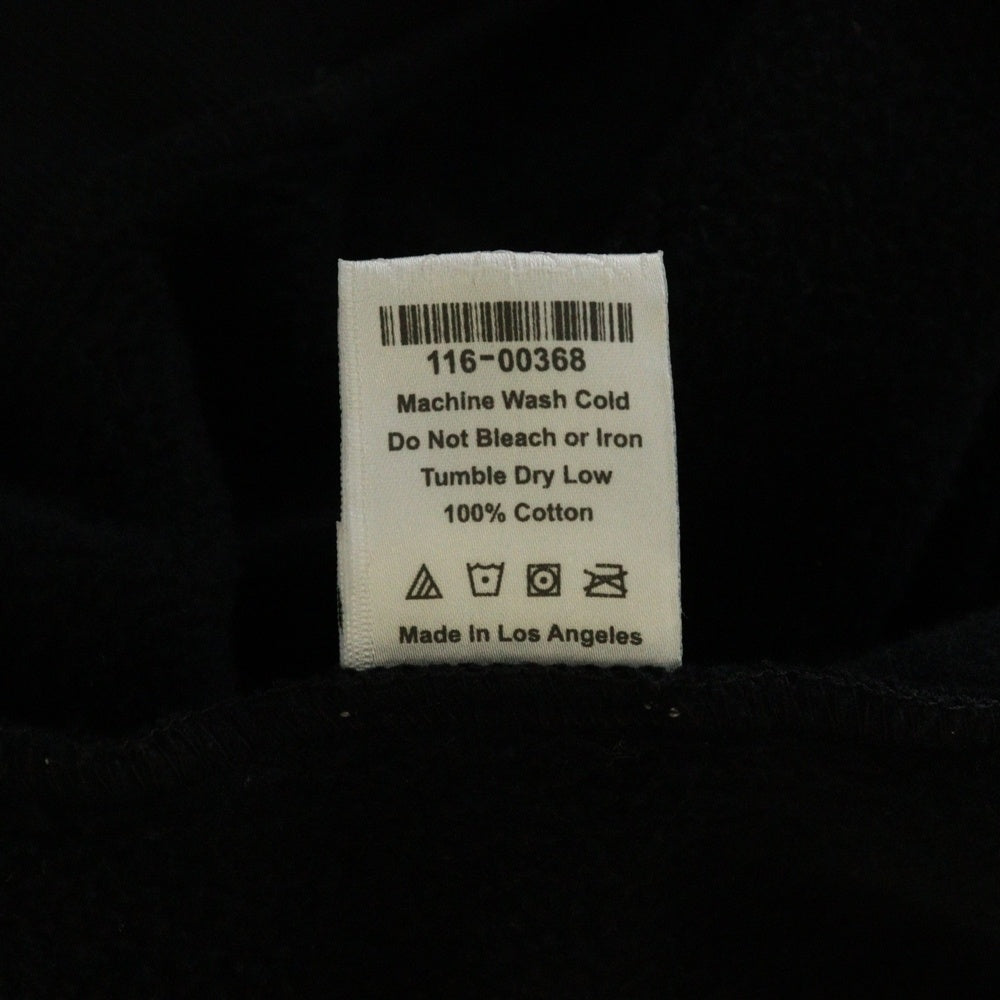 116-00368
Machine Wash Cold
Do Not Bleach or Iron
Tumble Dry Low
100% Cotton
Made In Los Angeles